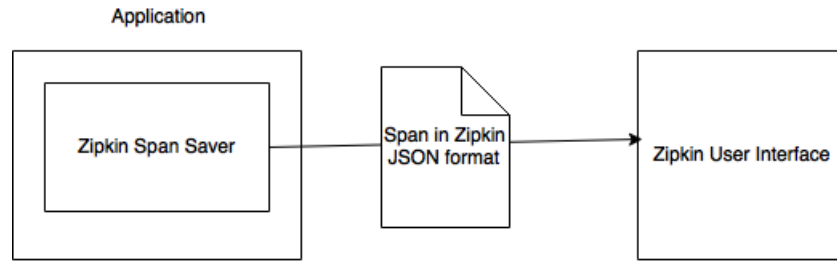 Application
Zipkin Span Saver
Span in Zipkin
JSON format
Zipkin User Interface